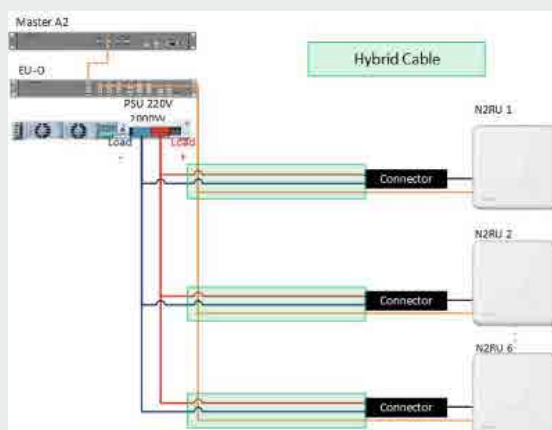 Master A2
EU-O
PSU 220V
2000W
Load
-
Load
+
Hybrid Cable
N2RU 1
Connector
N2RU 2
Connector
N2RU 6
Connector